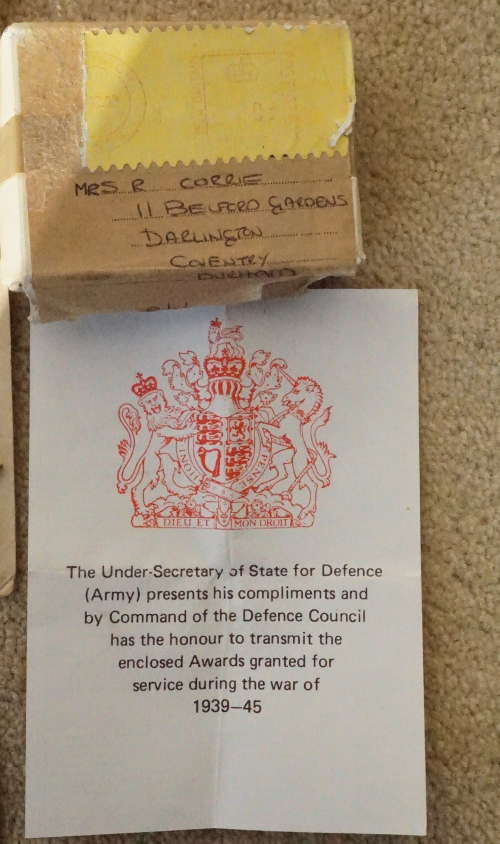 MRS R CORRIE
11 BELFORD GARDENS
DARLINGTON
COVENTRY
DURHAM
DIEU ET MON DROIT
The Under-Secretary of State for Defence
(Army) presents his compliments and
by Command of the Defence Council
has the honour to transmit the
enclosed Awards granted for
service during the war of
1939–45